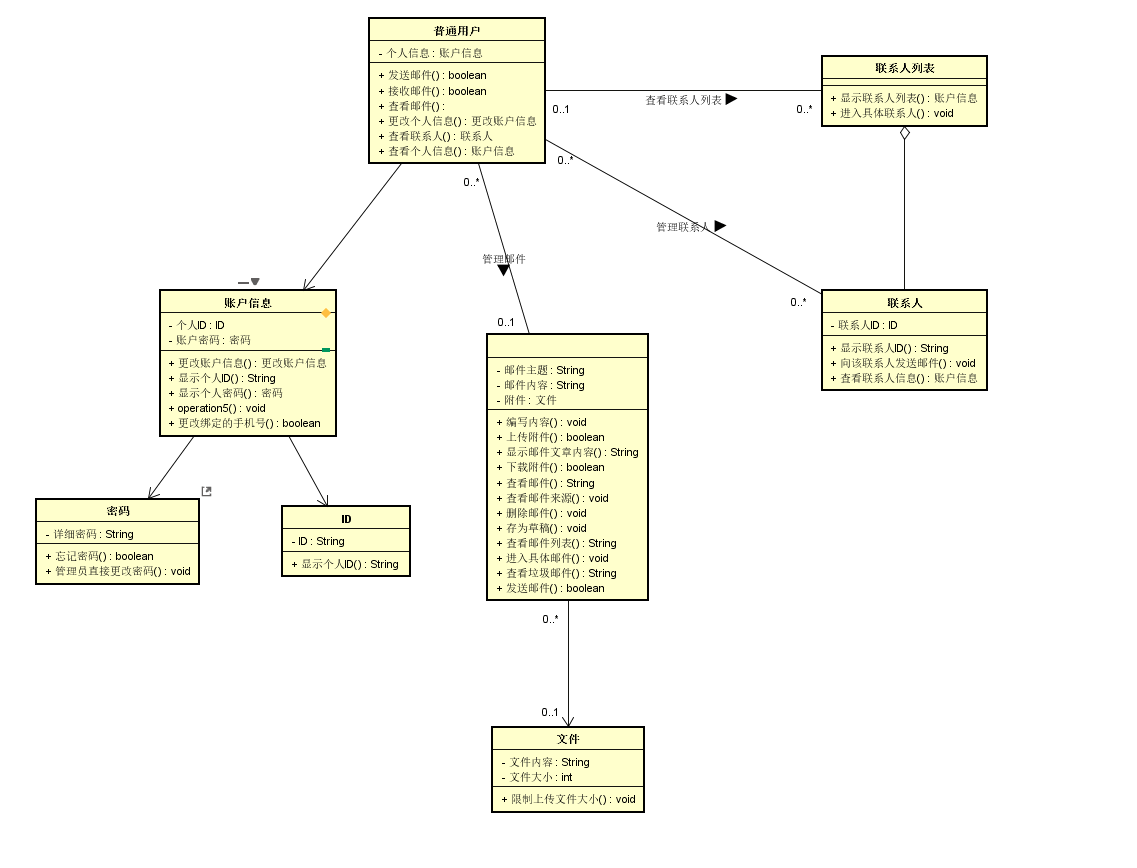 普通用户
- 个人信息 : 账户信息
+ 发送邮件() : boolean
+ 接收邮件() : boolean
+ 查看邮件() :
+ 更改个人信息() : 更改账户信息
+ 查看联系人() : 联系人
+ 查看个人信息() : 账户信息
联系人列表
+ 显示联系人列表() : 账户信息
+ 进入具体联系人() : void
查看联系人列表
0..1
0..*
0..*
0..*
管理联系人
0..*
管理邮件
0..1
账户信息
- 个人ID : ID
- 账户密码 : 密码
+ 更改账户信息() : 更改账户信息
+ 显示个人ID() : String
+ 显示个人密码() : 密码
+ operation5() : void
+ 更改绑定的手机号() : boolean
联系人
- 联系人ID : ID
+ 显示联系人ID() : String
+ 向该联系人发送邮件() : void
+ 查看联系人信息() : 账户信息
- 邮件主题 : String
- 邮件内容 : String
- 附件 : 文件
+ 编写内容() : void
+ 上传附件() : boolean
+ 显示邮件文章内容() : String
+ 下载附件() : boolean
+ 查看邮件() : String
+ 查看邮件来源() : void
+ 删除邮件() : void
+ 存为草稿() : void
+ 查看邮件列表() : String
+ 进入具体邮件() : void
+ 查看垃圾邮件() : String
+ 发送邮件() : boolean
密码
- 详细密码 : String
+ 忘记密码() : boolean
+ 管理员直接更改密码() : void
ID
- ID : String
+ 显示个人ID() : String
0..*
0..1
文件
- 文件内容 : String
- 文件大小 : int
+ 限制上传文件大小() : void